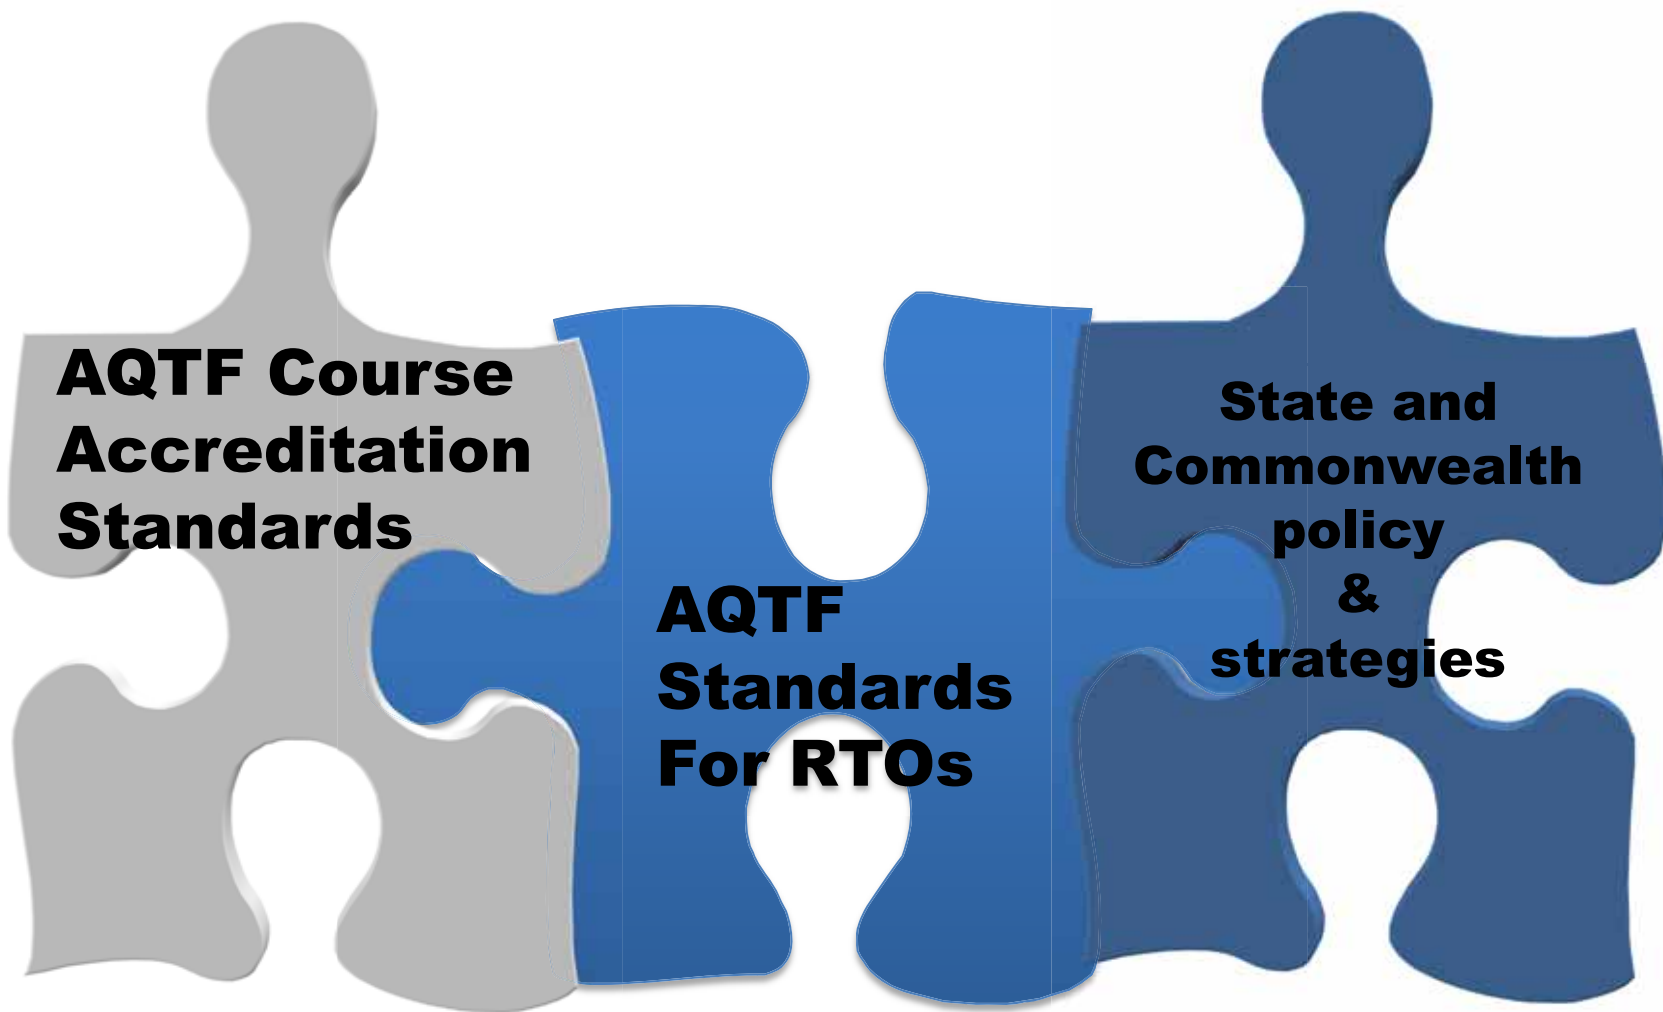 AQTF Course
Accreditation
Standards
AQTF
Standards
For RTOs
State and
Commonwealth
policy
&
strategies